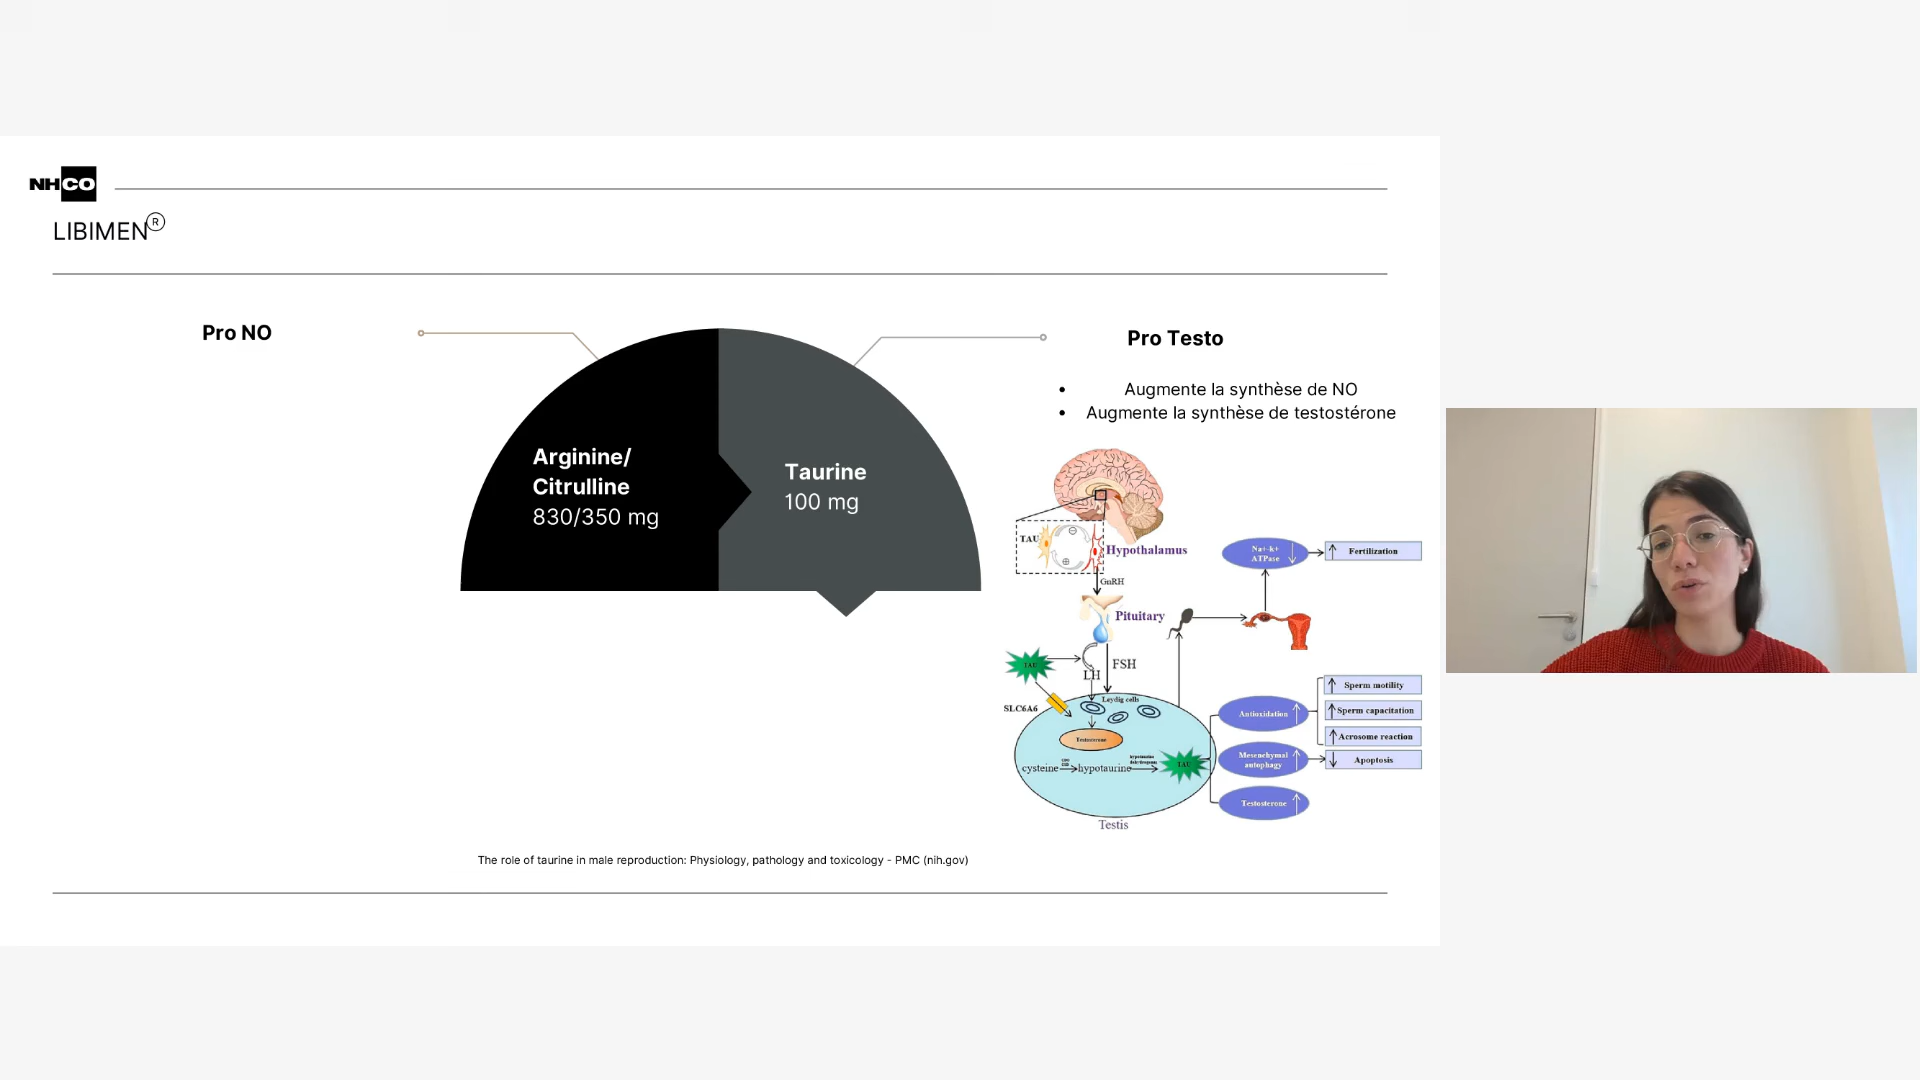 NHCO
LIBIMEN®
Pro NO
Pro Testo
Augmente la synthèse de NO
Augmente la synthèse de testostérone
Arginine/
Citrulline
830/350 mg
Taurine
100 mg
TAU
Hypothalamus
GnRH
Pituitary
Na+-k+
ATPase
Fertilization
TAU
LH
FSH
SLC6A6
Leydig cells
Testosterone
cysteine
hypotaurine
TAU
Testis
Antioxidation
Mesenchymal
autophagy
Testosterone
Sperm motility
Sperm capacitation
Acrosome reaction
Apoptosis
The role of taurine in male reproduction: Physiology, pathology and toxicology - PMC (nih.gov)